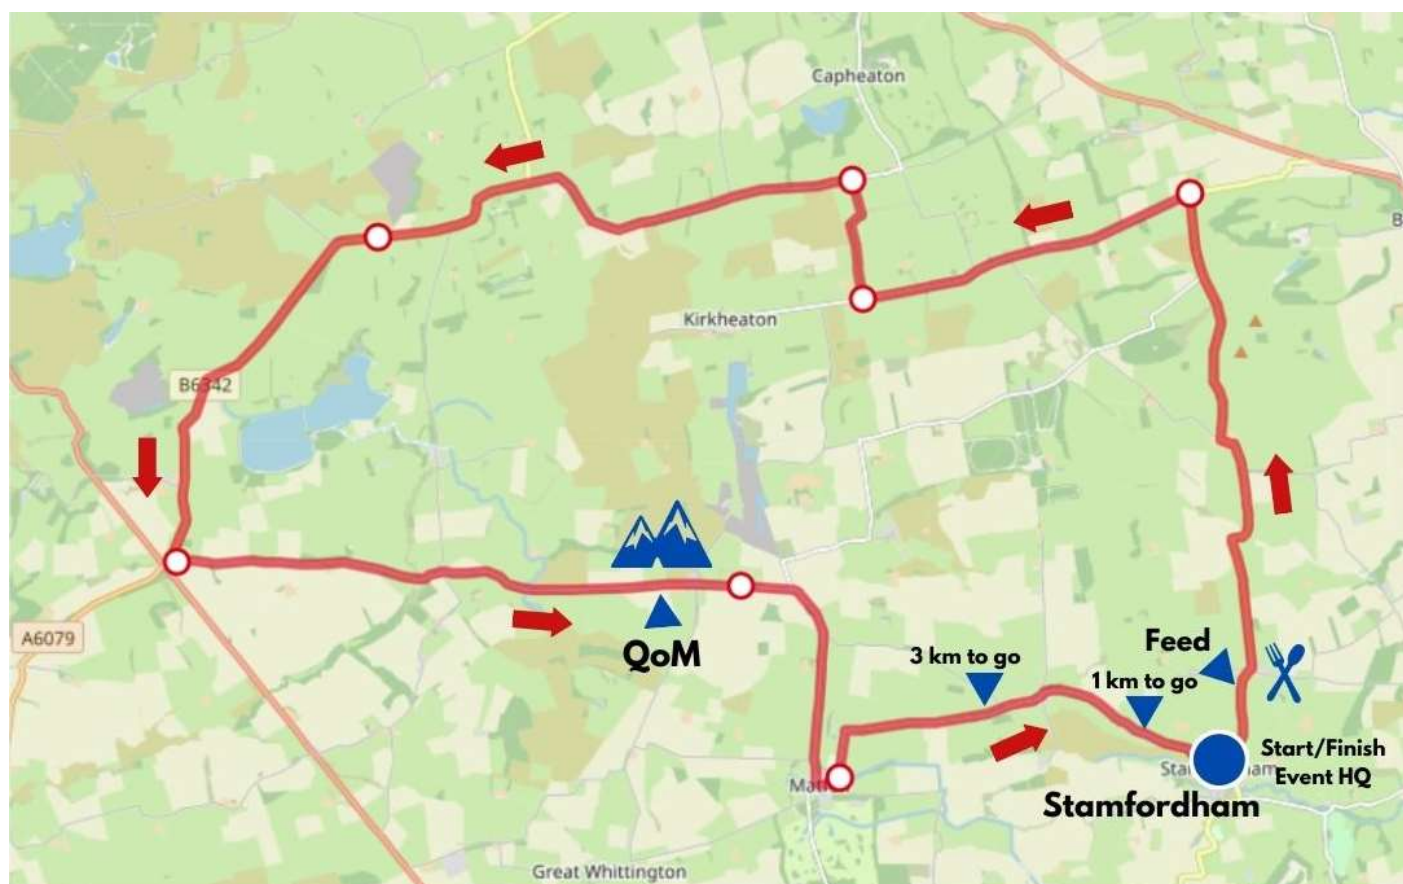 Capheaton
Kirkheaton
B6342
A6079
QoM
3 km to go
Feed
1 km to go
Start/Finish
Event HQ
Stamfordham
Great Whittington